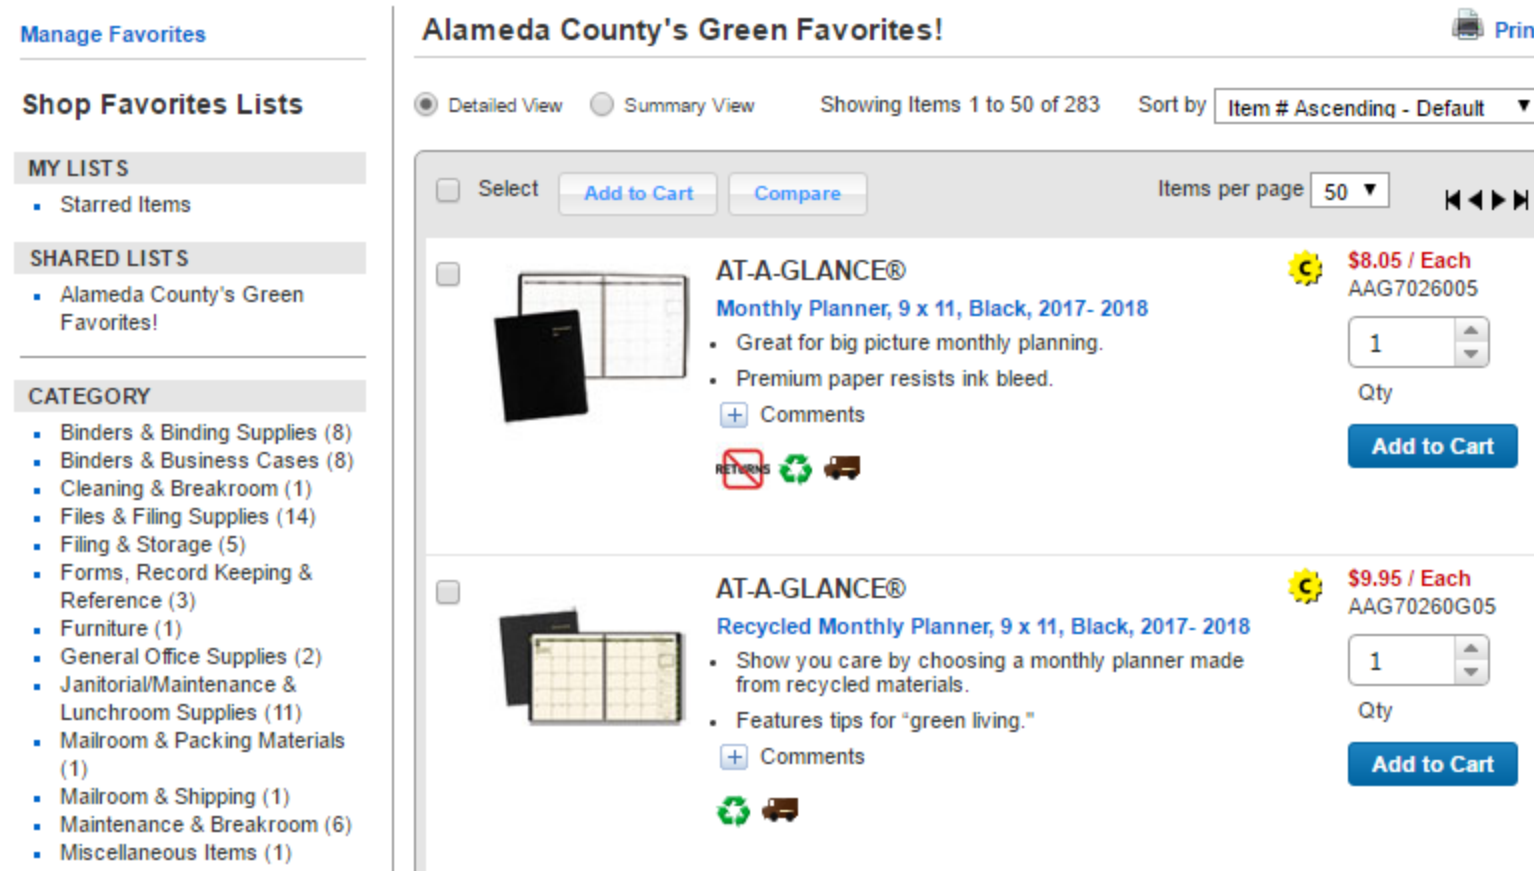 Manage Favorites
Shop Favorites Lists
MY LISTS
Starred Items
SHARED LISTS
Alameda County's Green
Favorites!
CATEGORY
Binders & Binding Supplies (8)
Binders & Business Cases (8)
Cleaning & Breakroom (1)
Files & Filing Supplies (14)
Filing & Storage (5)
Forms, Record Keeping &
Reference (3)
Furniture (1)
General Office Supplies (2)
Janitorial/Maintenance &
Lunchroom Supplies (11)
Mailroom & Packing Materials
(1)
Mailroom & Shipping (1)
Maintenance & Breakroom (6)
Miscellaneous Items (1)
Alameda County's Green Favorites!
Prin
Detailed View Summary View Showing Items 1 to 50 of 283 Sort by Item # Ascending - Default
Select Add to Cart Compare Items per page 50
AT-A-GLANCE®
Monthly Planner, 9 x 11, Black, 2017- 2018
Great for big picture monthly planning.
Premium paper resists ink bleed.
Comments
RETURNS
C
$8.05 / Each
AAG7026005
1
Qty
Add to Cart
AT-A-GLANCE®
Recycled Monthly Planner, 9 x 11, Black, 2017- 2018
Show you care by choosing a monthly planner made
from recycled materials.
Features tips for “green living.”
Comments
C
$9.95 / Each
AAG70260G05
1
Qty
Add to Cart